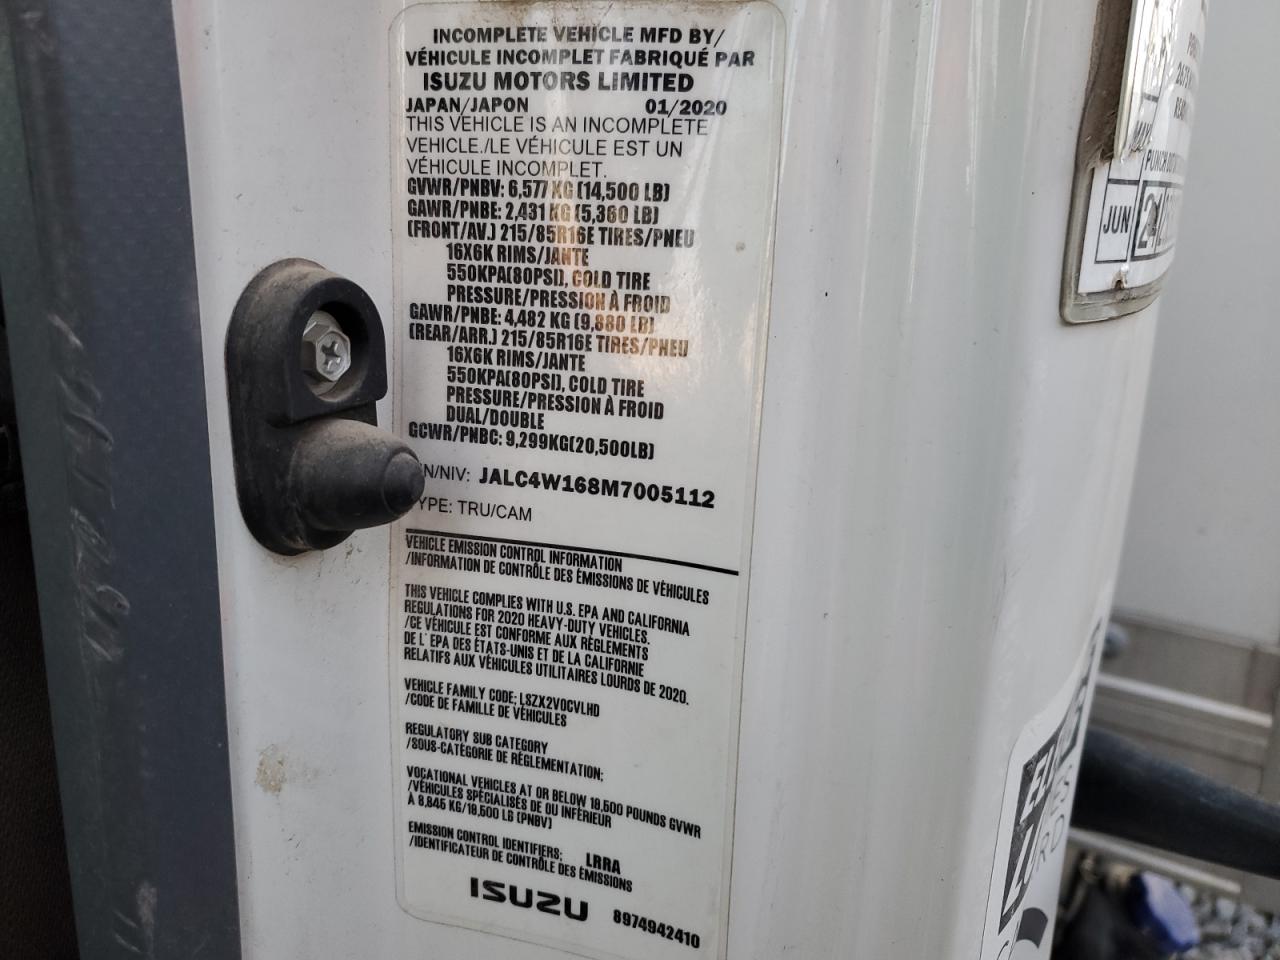 INCOMPLETE VEHICLE MFD BY/
VÉHICULE INCOMPLET FABRIQUÉ PAR
ISUZU MOTORS LIMITED
JAPAN/JAPON 01/2020
THIS VEHICLE IS AN INCOMPLETE
VEHICLE./LE VÉHICULE EST UN
VÉHICULE INCOMPLET.
GVWR/PNBV: 6,577 KG (14,500 LB)
GAWR/PNBE: 2,431 KG (5,360 LB)
(FRONT/AV.) 215/85R16E TIRES/PNEU
16X6K RIMS/JANTE
550KPA(80PSI), COLD TIRE
PRESSURE/PRESSION À FROID
GAWR/PNBE: 4,482 KG (9,880 LB)
(REAR/ARR.) 215/85R16E TIRES/PNEU
16X6K RIMS/JANTE
550KPA(80PSI), COLD TIRE
PRESSURE/PRESSION À FROID
DUAL/DOUBLE
GCWR/PNBC: 9,299KG(20,500LB)
N/NIV: JALC4W168M7005112
YPE: TRU/CAM
VEHICLE EMISSION CONTROL INFORMATION
/INFORMATION DE CONTRÔLE DES ÉMISSIONS DE VÉHICULES
THIS VEHICLE COMPLIES WITH U.S. EPA AND CALIFORNIA
REGULATIONS FOR 2020 HEAVY-DUTY VEHICLES.
/CE VÉHICULE EST CONFORME AUX RÈGLEMENTS
DE L'EPA DES ÉTATS-UNIS ET DE LA CALIFORNIE
RELATIFS AUX VÉHICULES UTILITAIRES LOURDS DE 2020.
VEHICLE FAMILY CODE: LSZX2VOCVLHD
/CODE DE FAMILLE DE VÉHICULES
REGULATORY SUB CATEGORY
/SOUS-CATÉGORIE DE RÉGLEMENTATION:
VOCATIONAL VEHICLES AT OR BELOW 19,500 POUNDS GVWR
/VÉHICULES SPÉCIALISÉS DE OU INFÉRIEUR
À 8,845 KG/19,500 LB (PNBV)
EMISSION CONTROL IDENTIFIERS: LRRA
/IDENTIFICATEUR DE CONTRÔLE DES ÉMISSIONS
ISUZU 8974942410
PUNCH OUT
JUN